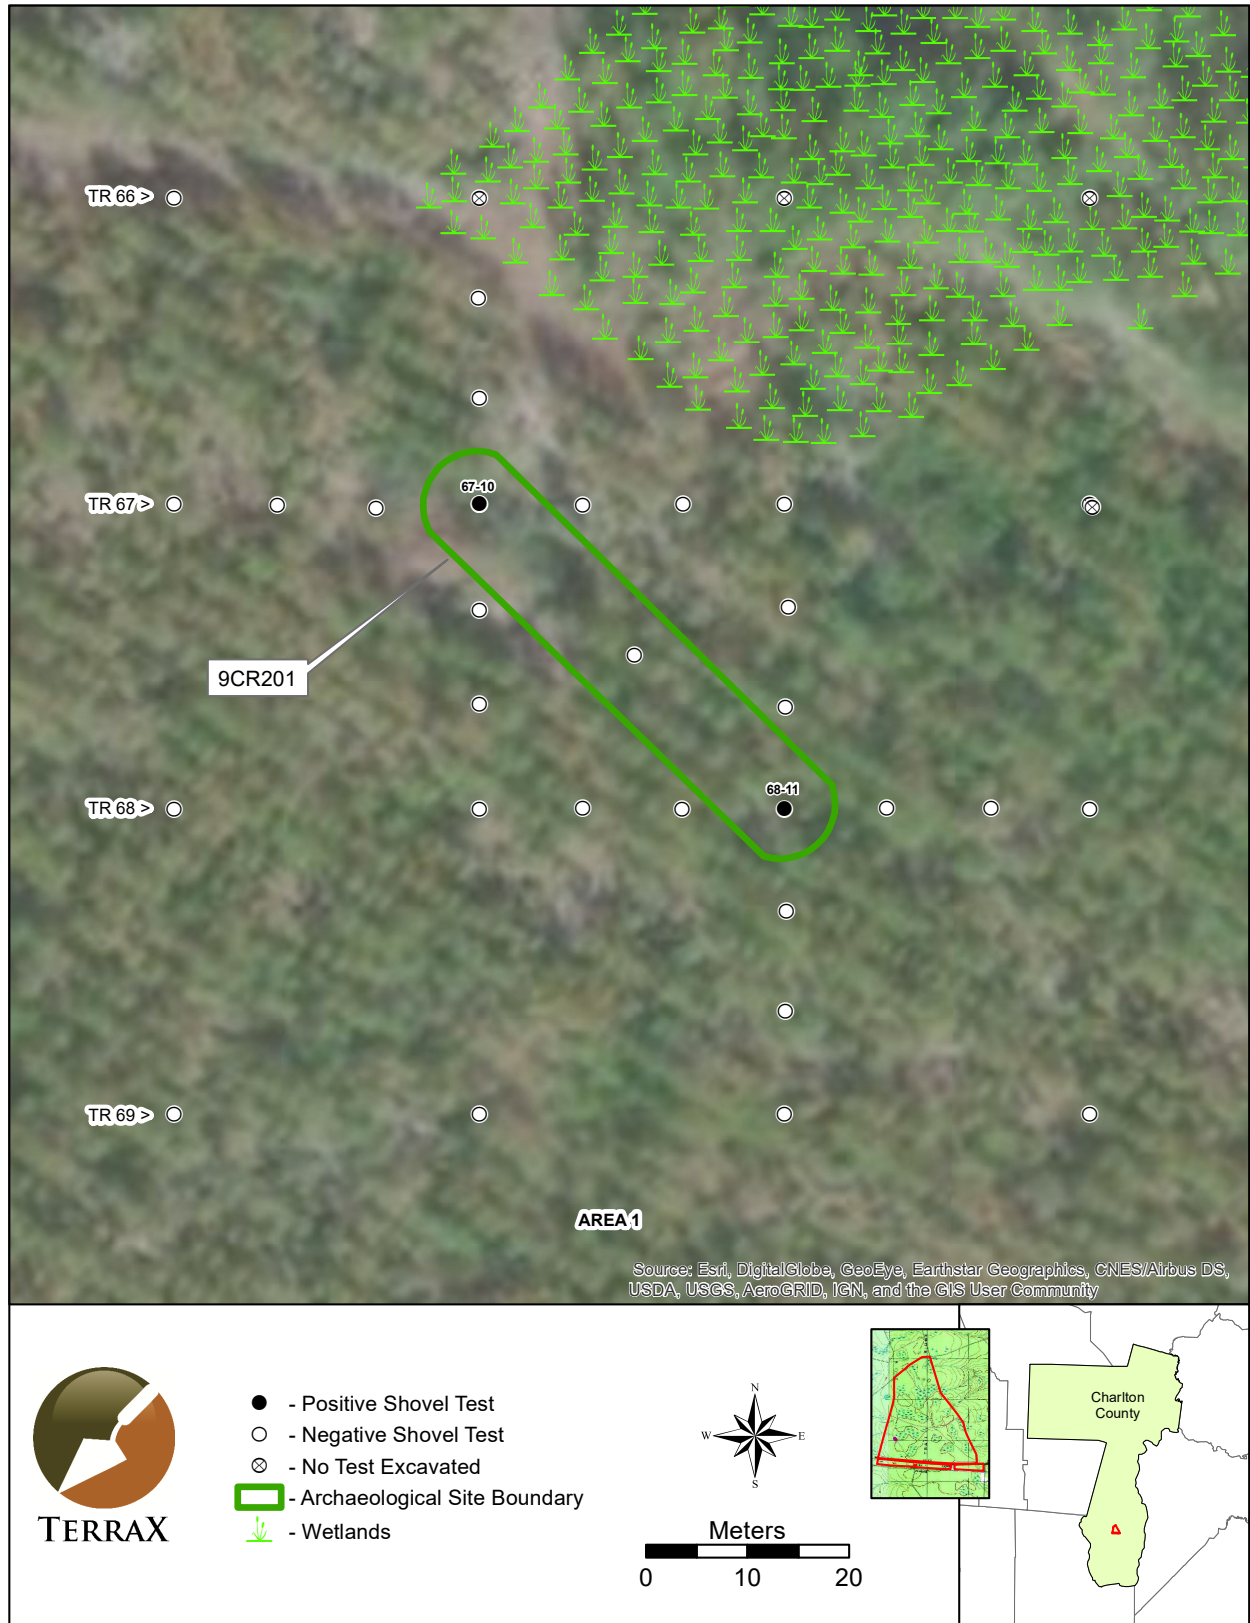 TR 66 >
67-10
TR 67 >
9CR201
68-11
TR 68 >
TR 69 >
AREA 1
Source: Esri, DigitalGlobe, GeoEye, Earthstar Geographics, CNES/Airbus DS,
USDA, USGS, AeroGRID, IGN, and the GIS User Community
TERRAX
- Positive Shovel Test
- Negative Shovel Test
- No Test Excavated
- Archaeological Site Boundary
- Wetlands
N
W E
S
Meters
0 10 20
Charlton
County